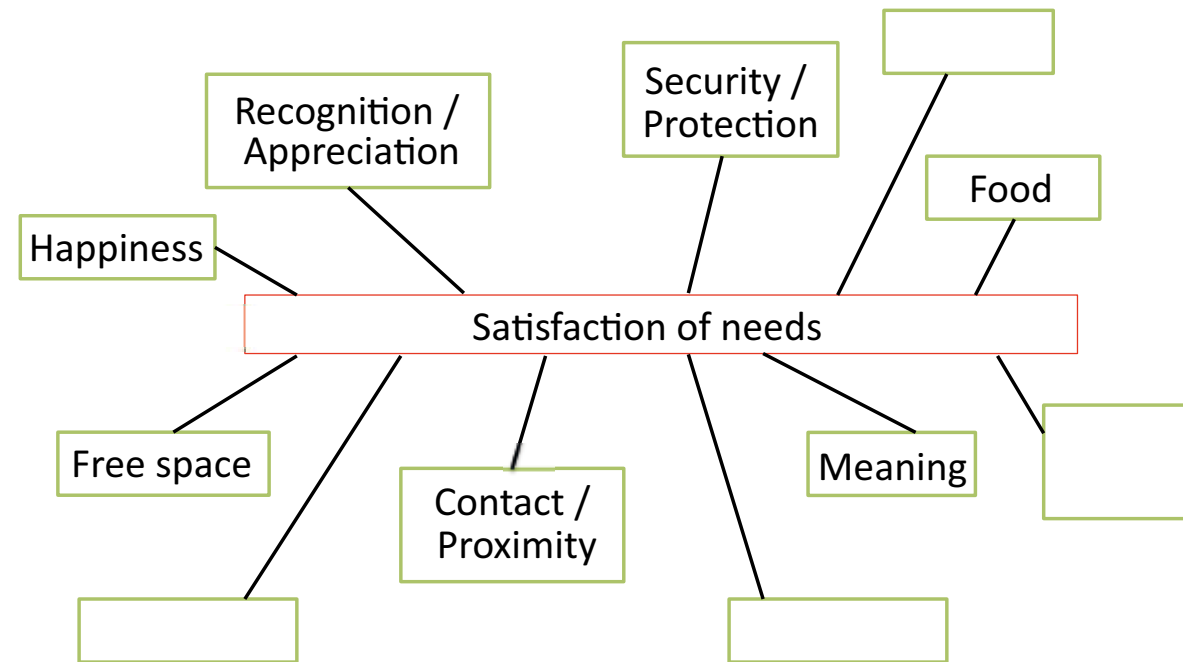 Recognition /
Appreciation
Security /
Protection
Food
Happiness
Satisfaction of needs
Free space
Contact /
Proximity
Meaning